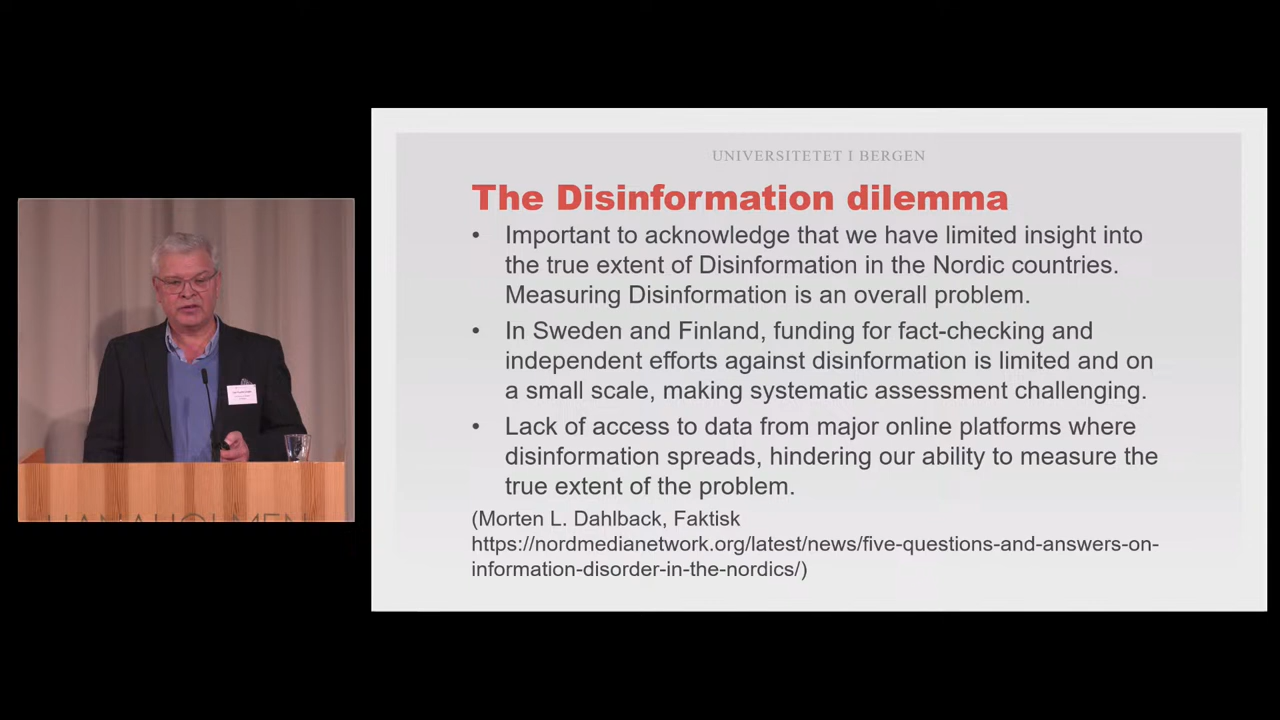 UNIVERSITETET I BERGEN
The Disinformation dilemma
• Important to acknowledge that we have limited insight into
the true extent of Disinformation in the Nordic countries.
Measuring Disinformation is an overall problem.
• In Sweden and Finland, funding for fact-checking and
independent efforts against disinformation is limited and on
a small scale, making systematic assessment challenging.
• Lack of access to data from major online platforms where
disinformation spreads, hindering our ability to measure the
true extent of the problem.
(Morten L. Dahlback, Faktisk
https://nordmedianetwork.org/latest/news/five-questions-and-answers-on-
information-disorder-in-the-nordics/)
HANAHOLMEN